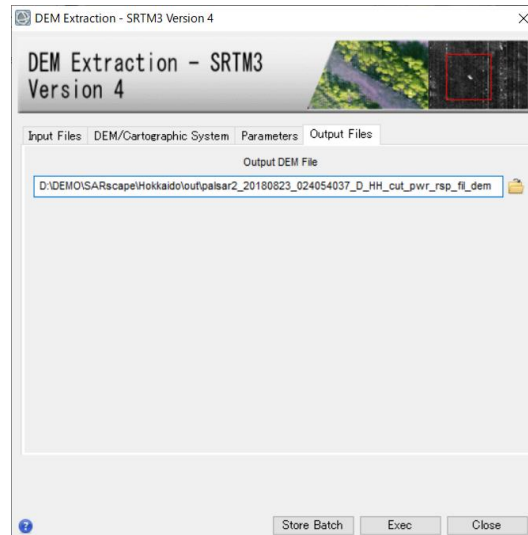 DEM Extraction - SRTM3 Version 4
DEM Extraction - SRTM3
Version 4
Input Files DEM/Cartographic System Parameters Output Files
Output DEM File
D:\DEMO\SARscape\Hokkaido\out\palsar2_20180823_024054037_D_HH_cut_pwr_rsp_fil_dem
Store Batch Exec Close